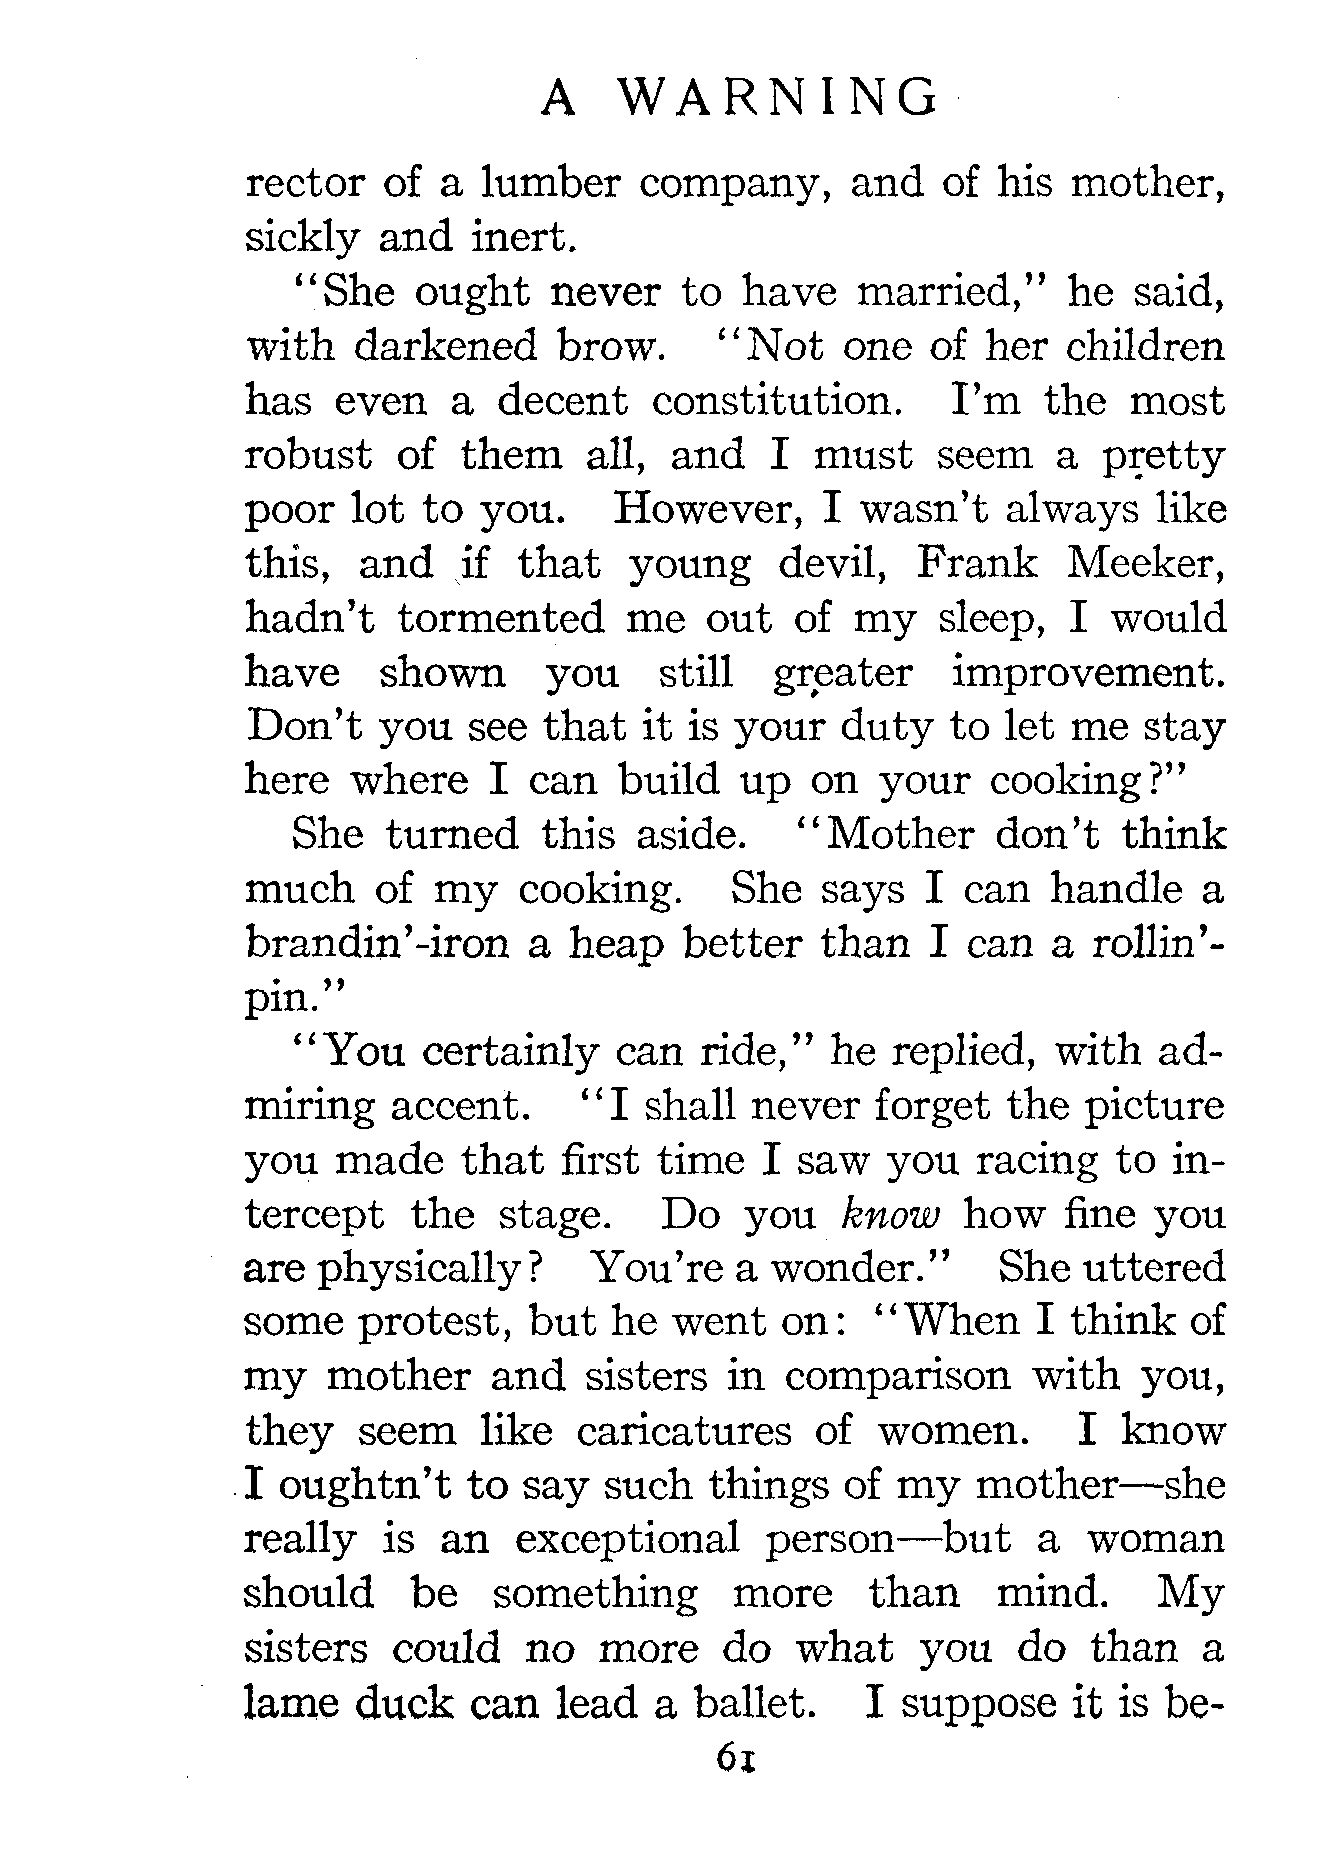 A WARNING
rector of a lumber company, and of his mother,
sickly and inert.
"She ought never to have married," he said,
with darkened brow. "Not one of her children
has even a decent constitution. I'm the most
robust of them all, and I must seem a pretty
poor lot to you. However, I wasn't always like
this, and if that young devil, Frank Meeker,
hadn't tormented me out of my sleep, I would
have shown you still greater improvement.
Don't you see that it is your duty to let me stay
here where I can build up on your cooking?"
She turned this aside. "Mother don't think
much of my cooking. She says I can handle a
brandin'-iron a heap better than I can a rollin'-
pin."
"You certainly can ride," he replied, with ad-
miring accent. "I shall never forget the picture
you made that first time I saw you racing to in-
tercept the stage. Do you know how fine you
are physically? You're a wonder." She uttered
some protest, but he went on: "When I think of
my mother and sisters in comparison with you,
they seem like caricatures of women. I know
I oughtn't to say such things of my mother—she
really is an exceptional person—but a woman
should be something more than mind. My
sisters could no more do what you do than a
lame duck can lead a ballet. I suppose it is be-
61